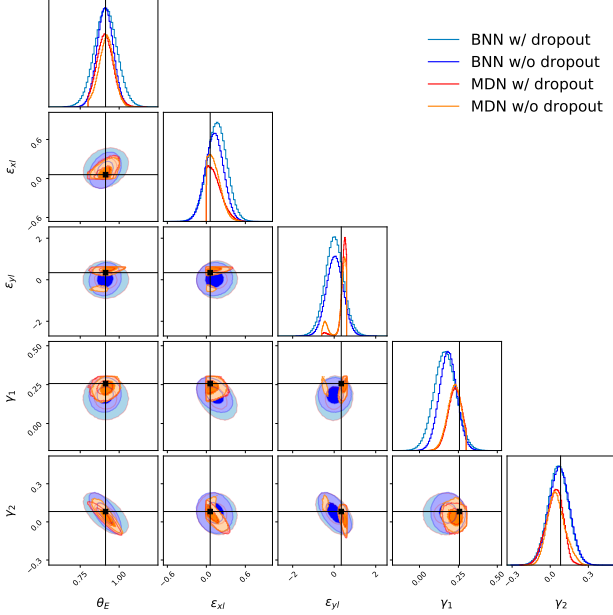 BNN w/ dropout
BNN w/o dropout
MDN w/ dropout
MDN w/o dropout
0.6
0.0
−0.6
ε_xl
2
0
−2
ε_yl
0.50
0.25
0.00
γ_1
0.3
0.0
−0.3
γ_2
0.75 1.00
−0.6 0.0 0.6
−2 0 2
0.00 0.25 0.50
−0.3 0.0 0.3
θ_E ε_xl ε_yl γ_1 γ_2